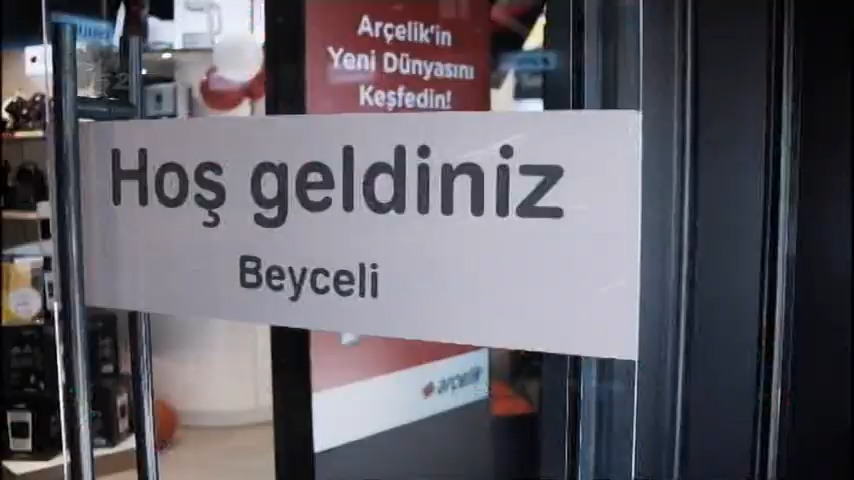 Arçelik'in
Yeni Dünyasını
Keşfedin!
Hoş geldiniz
Beyceli
arçelik